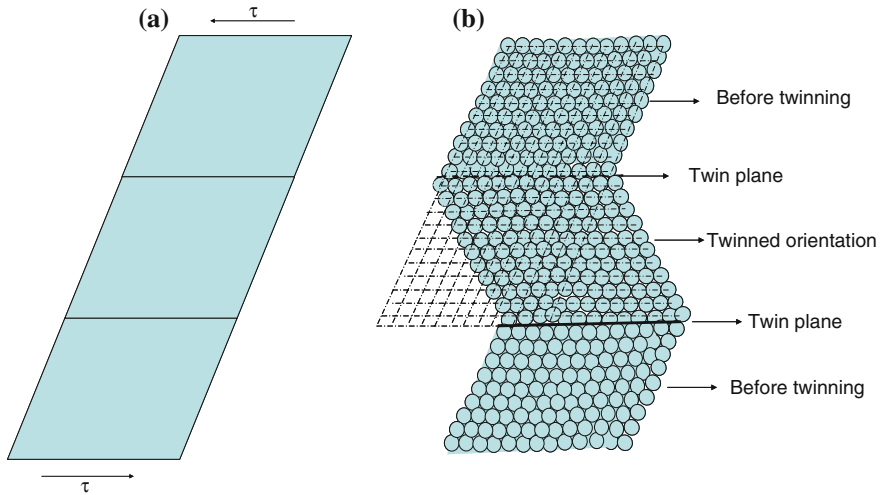 (a)
τ
τ
(b)
Before twinning
Twin plane
Twinned orientation
Twin plane
Before twinning